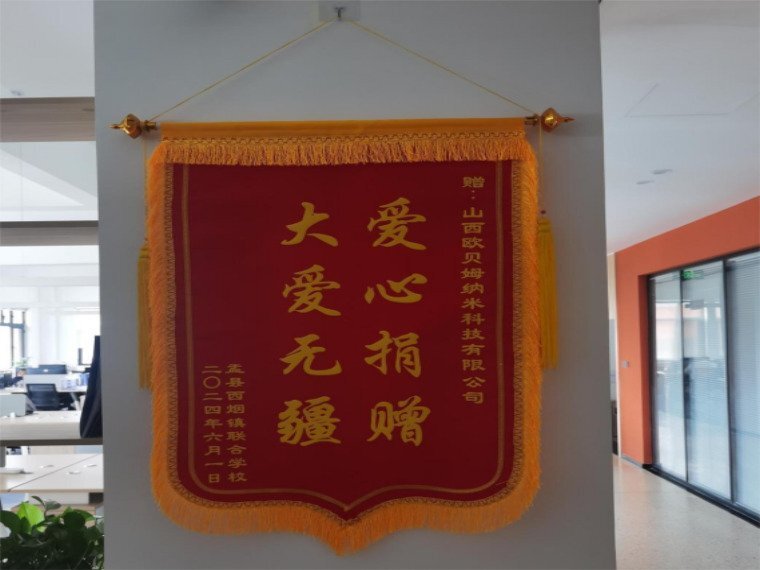 赠：山西欧贝姆纳米科技有限公司
爱心捐赠
大爱无疆
盂县西烟镇联合学校
二〇二四年六月一日